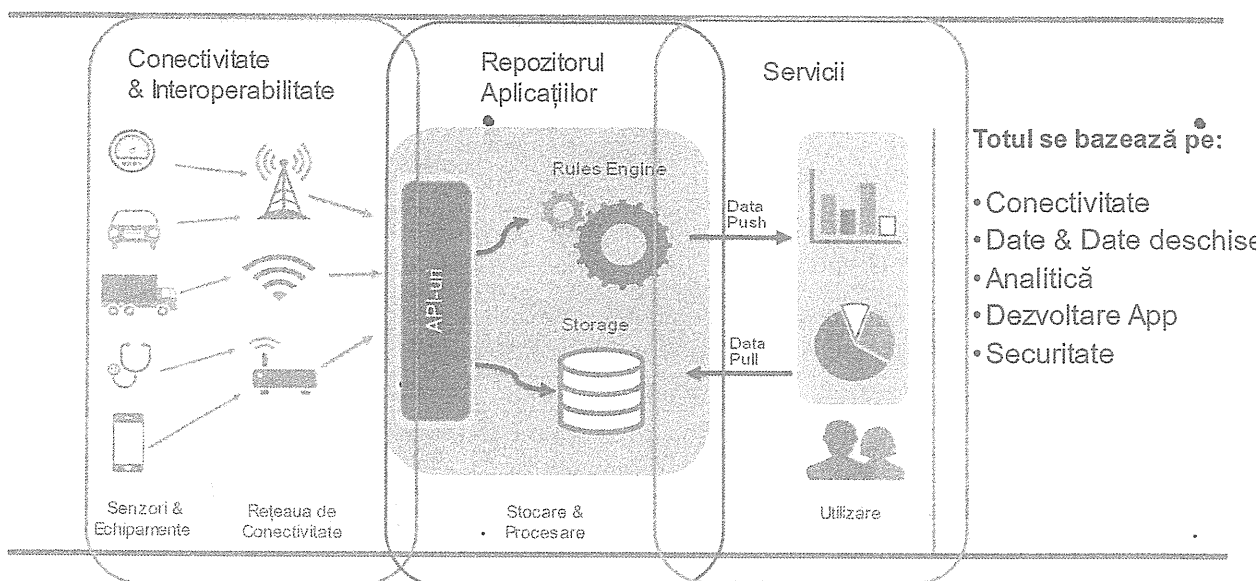 Conectivitate
& Interoperabilitate
Repozitorul
Aplicațiilor
Servicii
Totul se bazează pe:
Rules Engine
Data
Push
•Conectivitate
•Date & Date deschise
•Analitică
•Dezvoltare App
•Securitate
API-uri
Storage
Data
Pull
Senzori &
Echipamente
Rețeaua de
Conectivitate
Stocare &
Procesare
Utilizare